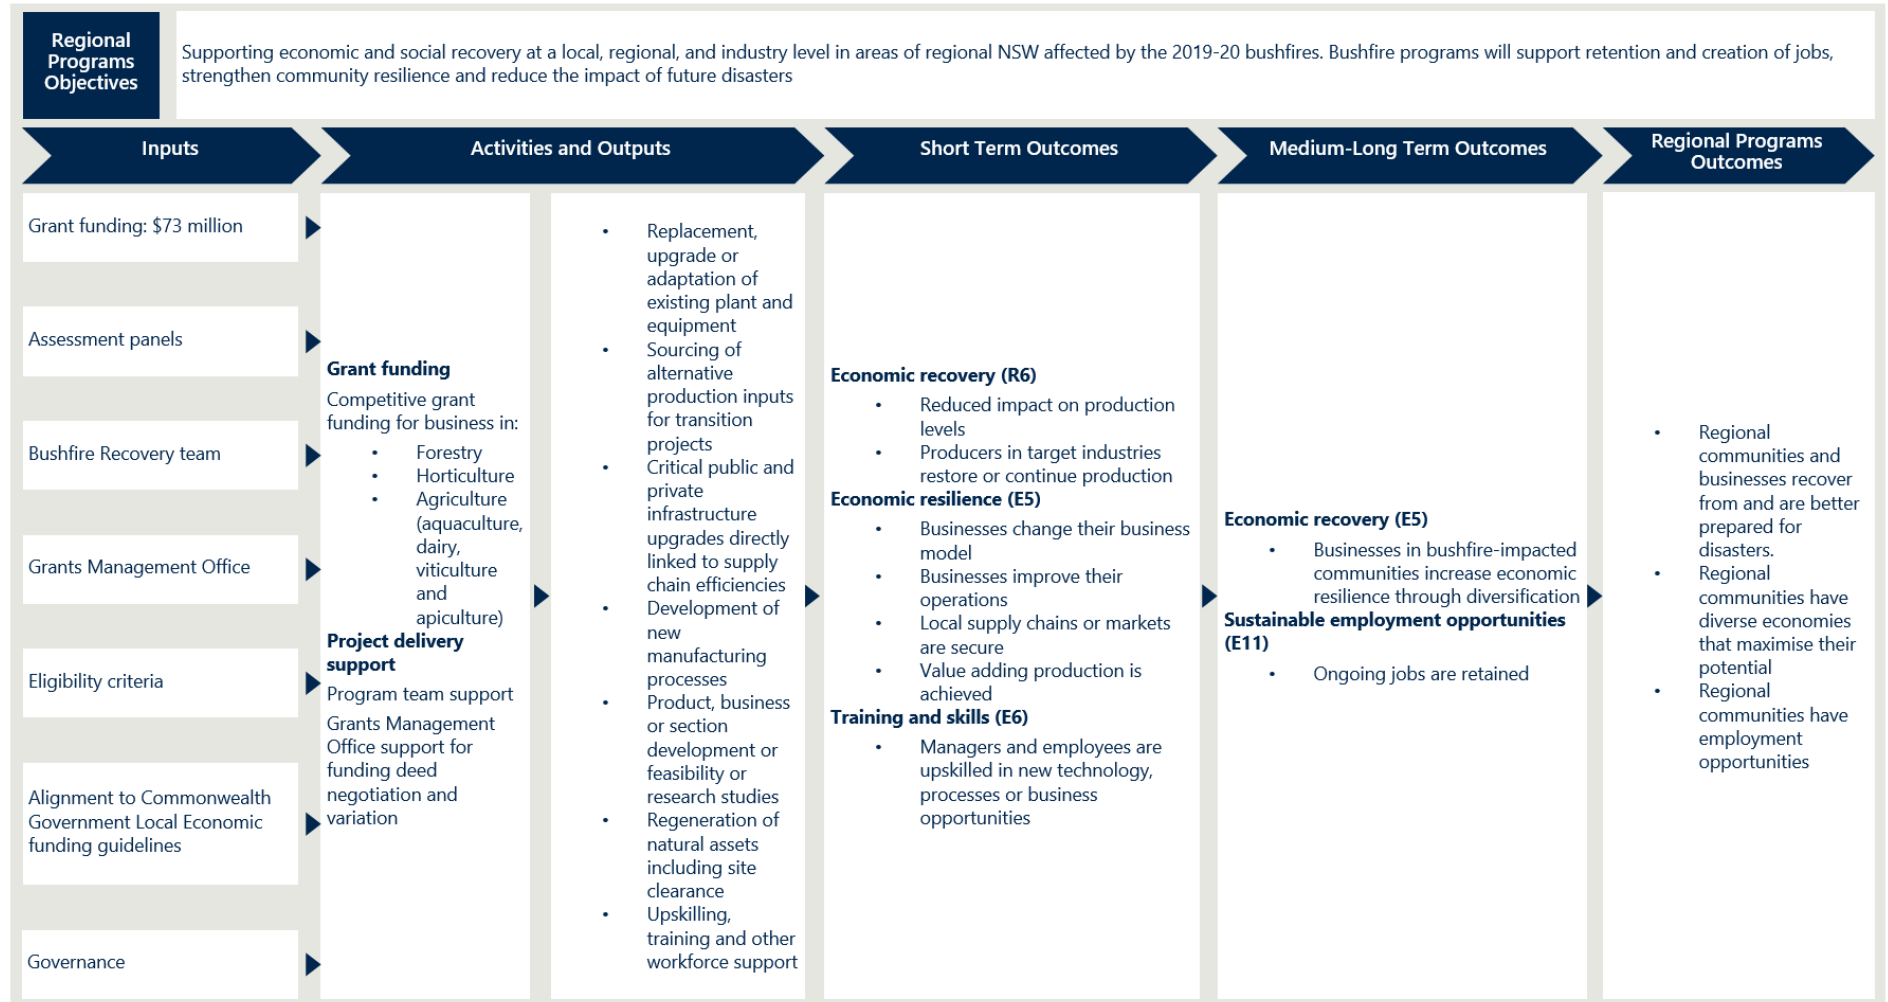 Regional
Programs
Objectives
Supporting economic and social recovery at a local, regional, and industry level in areas of regional NSW affected by the 2019-20 bushfires. Bushfire programs will support retention and creation of jobs,
strengthen community resilience and reduce the impact of future disasters
Inputs
Activities and Outputs
Short Term Outcomes
Medium-Long Term Outcomes
Regional Programs
Outcomes
Grant funding: $73 million
Assessment panels
Bushfire Recovery team
Grants Management Office
Eligibility criteria
Alignment to Commonwealth
Government Local Economic
funding guidelines
Governance
Grant funding
Competitive grant
funding for business in:
• Forestry
• Horticulture
• Agriculture
(aquaculture,
dairy,
viticulture
and
apiculture)
Project delivery
support
Program team support
Grants Management
Office support for
funding deed
negotiation and
variation
• Replacement,
upgrade or
adaptation of
existing plant and
equipment
• Sourcing of
alternative
production inputs
for transition
projects
• Critical public and
private
infrastructure
upgrades directly
linked to supply
chain efficiencies
• Development of
new
manufacturing
processes
• Product, business
or section
development or
feasibility or
research studies
• Regeneration of
natural assets
including site
clearance
• Upskilling,
training and other
workforce support
Economic recovery (R6)
• Reduced impact on production
levels
• Producers in target industries
restore or continue production
Economic resilience (E5)
• Businesses change their business
model
• Businesses improve their
operations
• Local supply chains or markets
are secure
• Value adding production is
achieved
Training and skills (E6)
• Managers and employees are
upskilled in new technology,
processes or business
opportunities
Economic recovery (E5)
• Businesses in bushfire-impacted
communities increase economic
resilience through diversification
Sustainable employment opportunities
(E11)
• Ongoing jobs are retained
• Regional
communities and
businesses recover
from and are better
prepared for
disasters.
• Regional
communities have
diverse economies
that maximise their
potential
• Regional
communities have
employment
opportunities